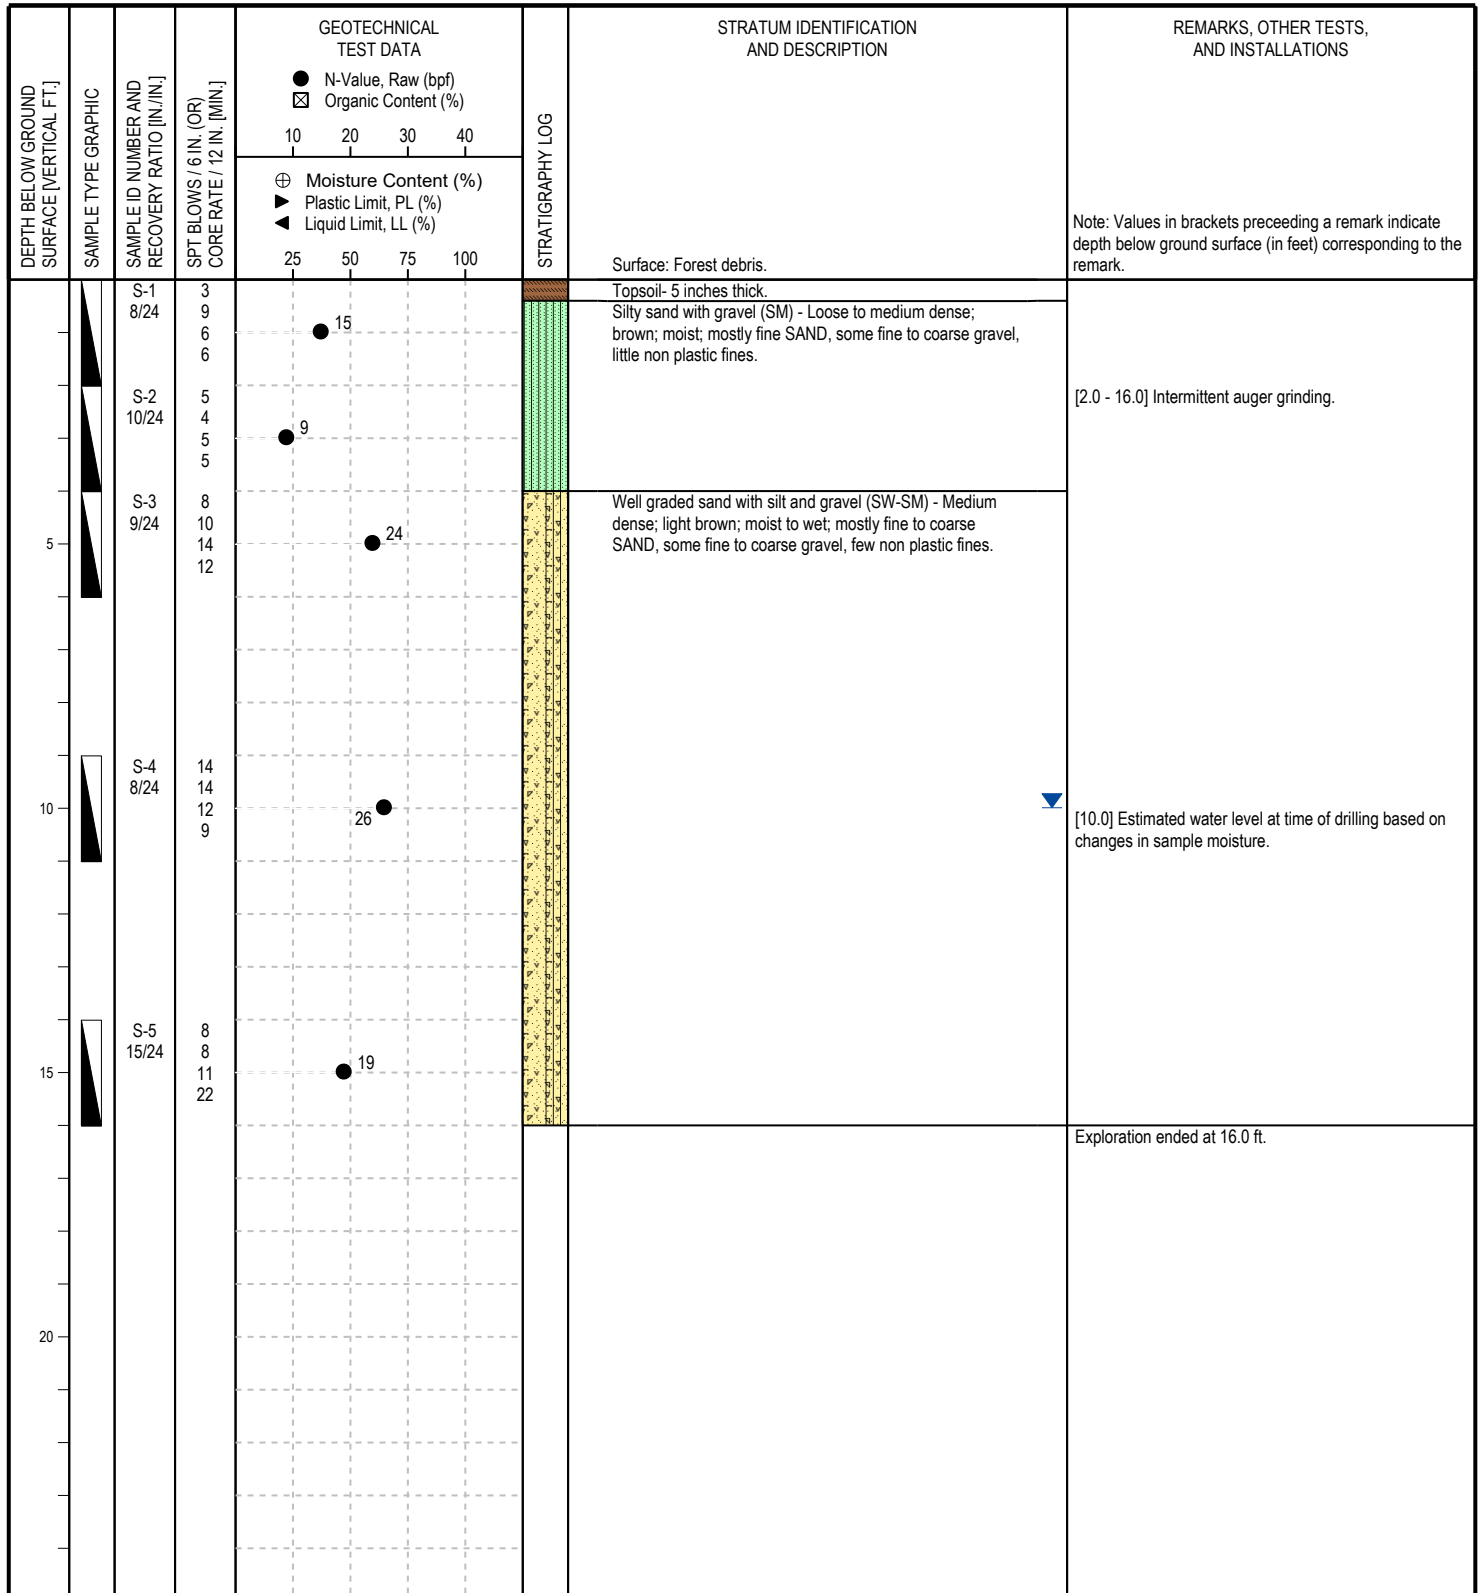 DEPTH BELOW GROUND
SURFACE [VERTICAL FT.]
SAMPLE TYPE GRAPHIC
SAMPLE ID NUMBER AND
RECOVERY RATIO [IN./IN.]
SPT BLOWS / 6 IN. (OR)
CORE RATE / 12 IN. [MIN.]
GEOTECHNICAL
TEST DATA
N-Value, Raw (bpf)
Organic Content (%)
10 20 30 40
Moisture Content (%)
Plastic Limit, PL (%)
Liquid Limit, LL (%)
25 50 75 100
STRATIGRAPHY LOG
STRATUM IDENTIFICATION
AND DESCRIPTION
Surface: Forest debris.
REMARKS, OTHER TESTS,
AND INSTALLATIONS
Note: Values in brackets preceeding a remark indicate
depth below ground surface (in feet) corresponding to the
remark.
S-1
8/24
3
9
6
6
15
Topsoil- 5 inches thick.
Silty sand with gravel (SM) - Loose to medium dense;
brown; moist; mostly fine SAND, some fine to coarse gravel,
little non plastic fines.
S-2
10/24
5
4
5
5
9
[2.0 - 16.0] Intermittent auger grinding.
S-3
9/24
8
10
14
12
24
5
Well graded sand with silt and gravel (SW-SM) - Medium
dense; light brown; moist to wet; mostly fine to coarse
SAND, some fine to coarse gravel, few non plastic fines.
S-4
8/24
14
14
12
9
26
10
[10.0] Estimated water level at time of drilling based on
changes in sample moisture.
S-5
15/24
8
8
11
22
19
15
Exploration ended at 16.0 ft.
20